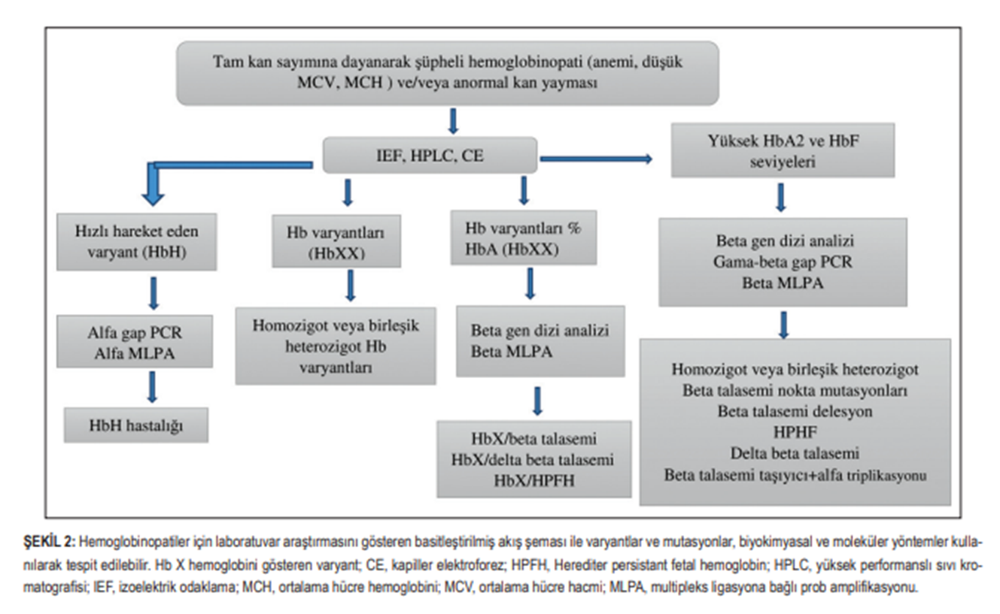 Tam kan sayımına dayanarak şüpheli hemoglobinopati (anemi, düşük
MCV, MCH ) ve/veya anormal kan yayması
IEF, HPLC, CE
Yüksek HbA2 ve HbF
seviyeleri
Hızlı hareket eden
varyant (HbH)
Hb varyantları
(HbXX)
Hb varyantları %
HbA (HbXX)
Beta gen dizi analizi
Gama-beta gap PCR
Beta MLPA
Alfa gap PCR
Alfa MLPA
Homozigot veya birleşik
heterozigot Hb
varyantları
Beta gen dizi analizi
Beta MLPA
Homozigot veya birleşik heterozigot
Beta talasemi nokta mutasyonları
Beta talasemi delesyon
HPHF
Delta beta talasemi
Beta talasemi taşıyıcı+alfa triplikasyonu
HbH hastalığı
HbX/beta talasemi
HbX/delta beta talasemi
HbX/HPFH
ŞEKİL 2: Hemoglobinopatiler için laboratuvar araştırmasını gösteren basitleştirilmiş akış şeması ile varyantlar ve mutasyonlar, biyokimyasal ve moleküler yöntemler kulla-
nılarak tespit edilebilir. Hb X hemoglobini gösteren varyant; CE, kapiller elektroforez; HPFH, Herediter persistant fetal hemoglobin; HPLC, yüksek performanslı sıvı kro-
matografisi; IEF, izoelektrik odaklama; MCH, ortalama hücre hemoglobini; MCV, ortalama hücre hacmi; MLPA, multipleks ligasyona bağlı prob amplifikasyonu.